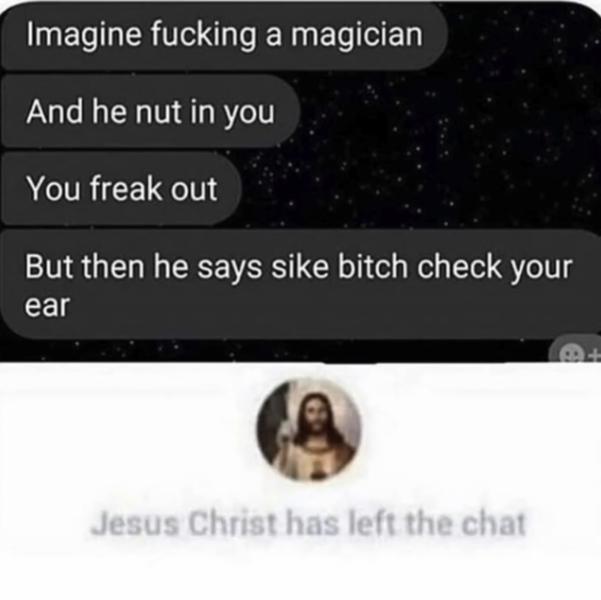 Imagine fucking a magician
And he nut in you
You freak out
But then he says sike bitch check your
ear
Jesus Christ has left the chat